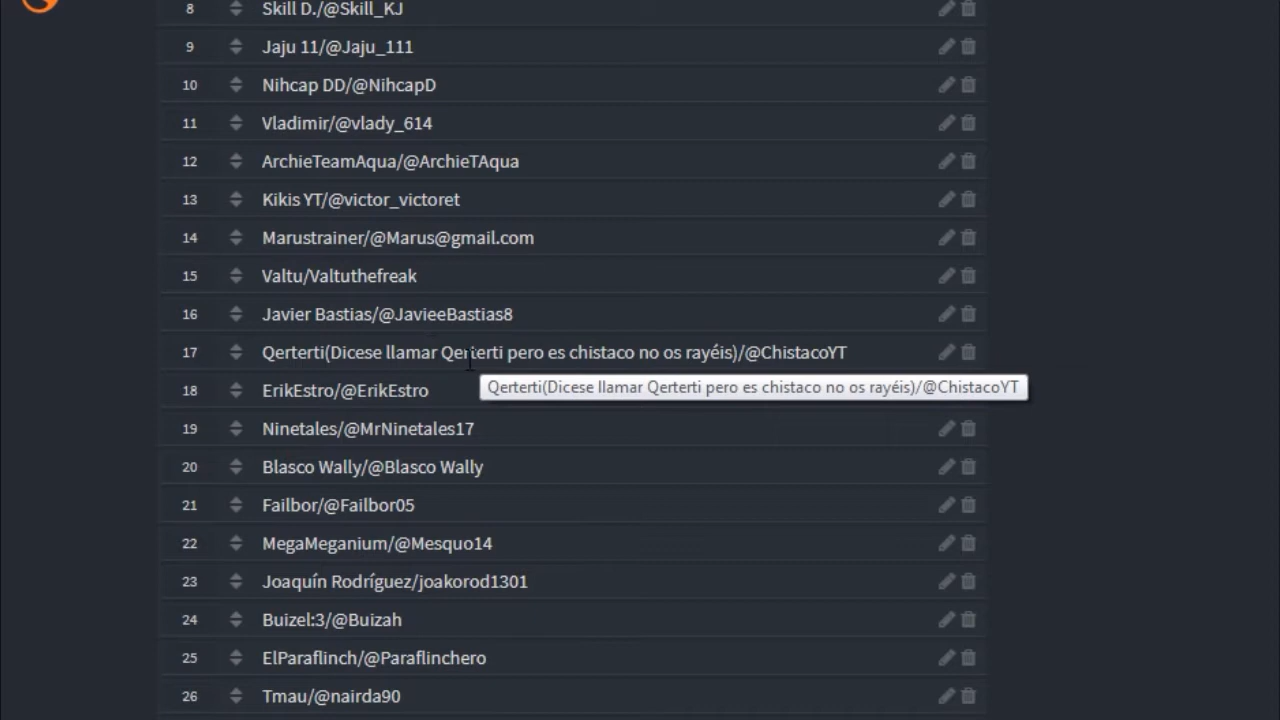 8 Skill D./@Skill_KJ
9 Jaju 11/@Jaju_111
10 Nihcap DD/@NihcapD
11 Vladimir/@vlady_614
12 ArchieTeamAqua/@ArchieTAqua
13 Kikis YT/@victor_victoret
14 Marustrainer/@Marus@gmail.com
15 Valtu/Valtuthefreak
16 Javier Bastias/@JavieeBastias8
17 Qerterti(Dicese llamar Qerterti pero es chistaco no os rayéis)/@ChistacoYT
Qerterti(Dicese llamar Qerterti pero es chistaco no os rayéis)/@ChistacoYT
18 ErikEstro/@ErikEstro
19 Ninetales/@MrNinetales17
20 Blasco Wally/@Blasco Wally
21 Failbor/@Failbor05
22 MegaMeganium/@Mesquo14
23 Joaquín Rodríguez/joakorod1301
24 Buizel:3/@Buizah
25 ElParaflinch/@Paraflinchero
26 Tmau/@nairda90